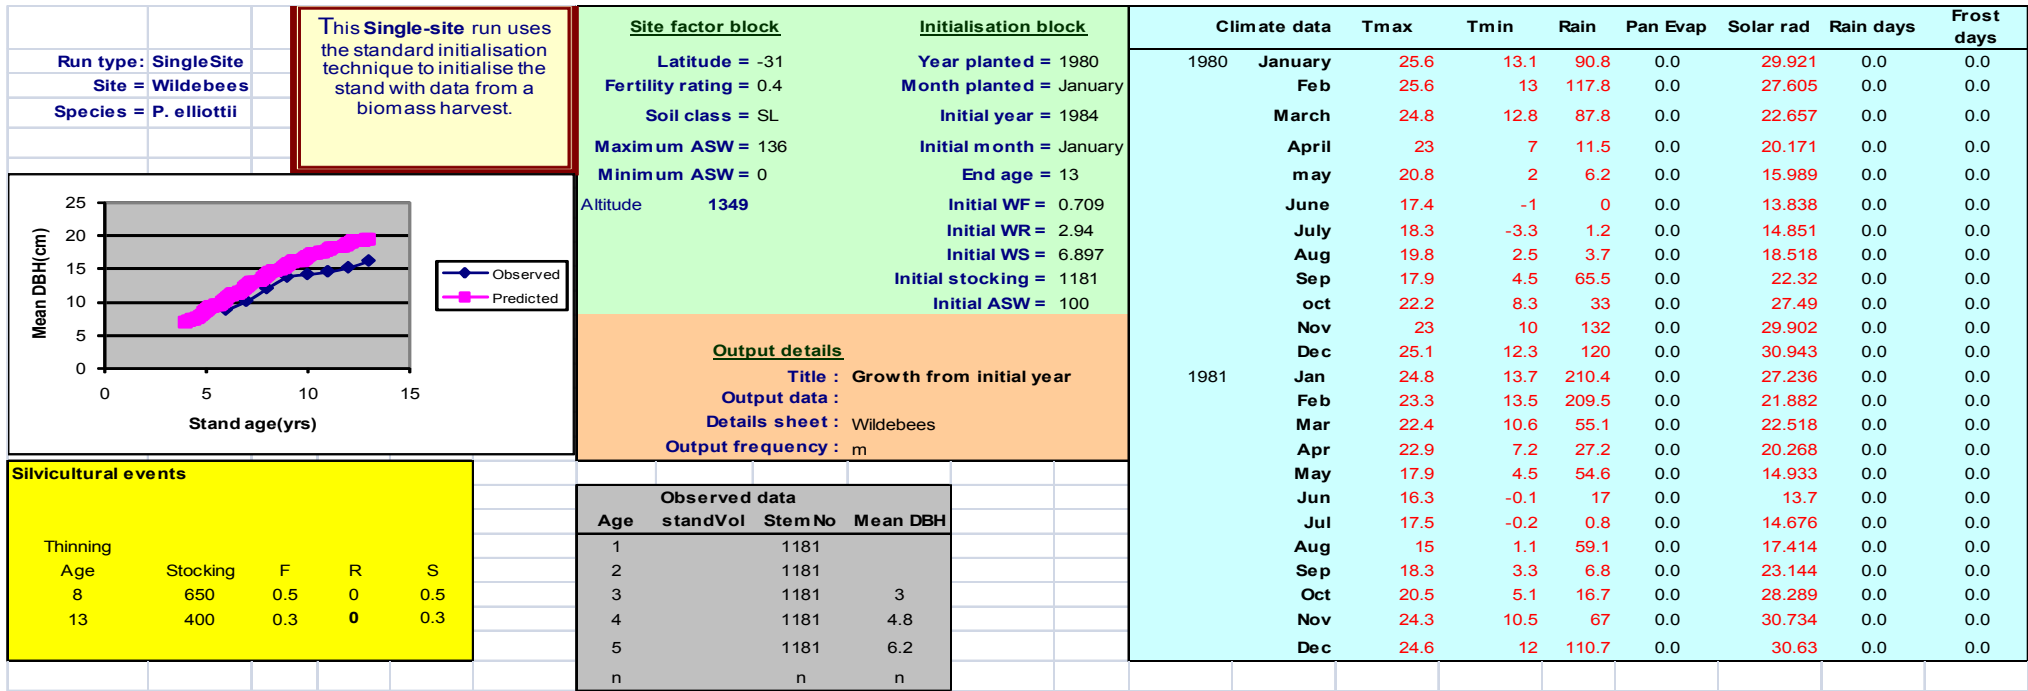 Run type: SingleSite
Site = Wildebees
Species = P. elliottii
This Single-site run uses
the standard initialisation
technique to initialise the
stand with data from a
biomass harvest.
Mean DBH(cm)
25
20
15
10
5
0
0 5 10 15
Stand age(yrs)
Observed
Predicted
Silvicultural events
Thinning
Age Stocking F R S
8 650 0.5 0 0.5
13 400 0.3 0 0.3
Site factor block
Latitude = -31
Fertility rating = 0.4
Soil class = SL
Maximum ASW = 136
Minimum ASW = 0
Altitude 1349
Initialisation block
Year planted = 1980
Month planted = January
Initial year = 1984
Initial month = January
End age = 13
Initial WF = 0.709
Initial WR = 2.94
Initial WS = 6.897
Initial stocking = 1181
Initial ASW = 100
Output details
Title : Growth from initial year
Output data :
Details sheet : Wildebees
Output frequency : m
Observed data
Age standVol StemNo Mean DBH
1 1181
2 1181
3 1181 3
4 1181 4.8
5 1181 6.2
n n n
Climate data Tmax Tmin Rain Pan Evap Solar rad Rain days Frost days
1980 January 25.6 13.1 90.8 0.0 29.921 0.0 0.0
Feb 25.6 13 117.8 0.0 27.605 0.0 0.0
March 24.8 12.8 87.8 0.0 22.657 0.0 0.0
April 23 7 11.5 0.0 20.171 0.0 0.0
may 20.8 2 6.2 0.0 15.989 0.0 0.0
June 17.4 -1 0 0.0 13.838 0.0 0.0
July 18.3 -3.3 1.2 0.0 14.851 0.0 0.0
Aug 19.8 2.5 3.7 0.0 18.518 0.0 0.0
Sep 17.9 4.5 65.5 0.0 22.32 0.0 0.0
oct 22.2 8.3 33 0.0 27.49 0.0 0.0
Nov 23 10 132 0.0 29.902 0.0 0.0
Dec 25.1 12.3 120 0.0 30.943 0.0 0.0
1981 Jan 24.8 13.7 210.4 0.0 27.236 0.0 0.0
Feb 23.3 13.5 209.5 0.0 21.882 0.0 0.0
Mar 22.4 10.6 55.1 0.0 22.518 0.0 0.0
Apr 22.9 7.2 27.2 0.0 20.268 0.0 0.0
May 17.9 4.5 54.6 0.0 14.933 0.0 0.0
Jun 16.3 -0.1 17 0.0 13.7 0.0 0.0
Jul 17.5 -0.2 0.8 0.0 14.676 0.0 0.0
Aug 15 1.1 59.1 0.0 17.414 0.0 0.0
Sep 18.3 3.3 6.8 0.0 23.144 0.0 0.0
Oct 20.5 5.1 16.7 0.0 28.289 0.0 0.0
Nov 24.3 10.5 67 0.0 30.734 0.0 0.0
Dec 24.6 12 110.7 0.0 30.63 0.0 0.0